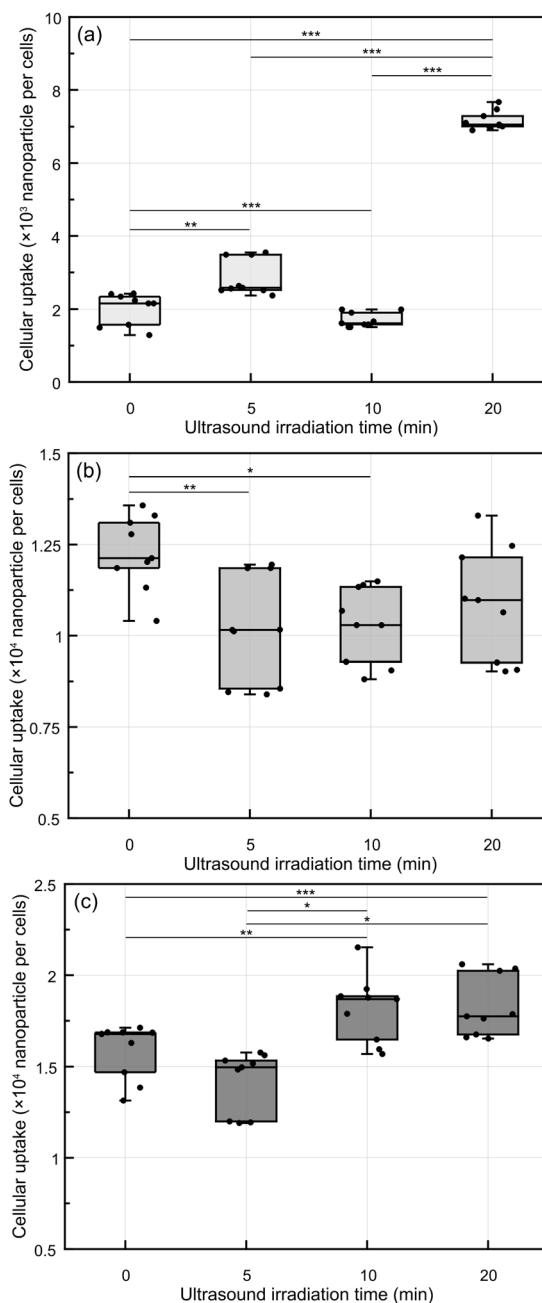 (a)
Cellular uptake (×10³ nanoparticle per cells)
10
8
6
4
2
0
***
***
***
***
**
0 5 10 20
Ultrasound irradiation time (min)
(b)
Cellular uptake (×10⁴ nanoparticle per cells)
1.5
1.25
1
0.75
0.5
*
**
0 5 10 20
Ultrasound irradiation time (min)
(c)
Cellular uptake (×10⁴ nanoparticle per cells)
2.5
2
1.5
1
0.5
***
*
*
**
0 5 10 20
Ultrasound irradiation time (min)